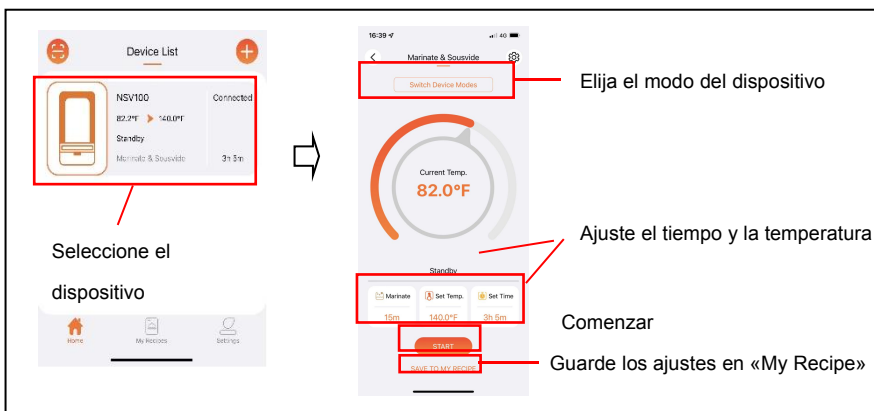 Device List
NSV100
Connected
82.2°F 140.0°F
Standby
Marinate & Sousvide
3h 5m
Seleccione el
dispositivo
Home
My Recipes
Settings
16:39
40
Marinate & Sousvide
Switch Device Modes
Elija el modo del dispositivo
Current Temp.
82.0°F
Ajuste el tiempo y la temperatura
Standby
Marinate
Set Temp.
Set Time
15m
140.0°F
3h 5m
Comenzar
START
Guarde los ajustes en «My Recipe»
SAVE TO MY RECIPE